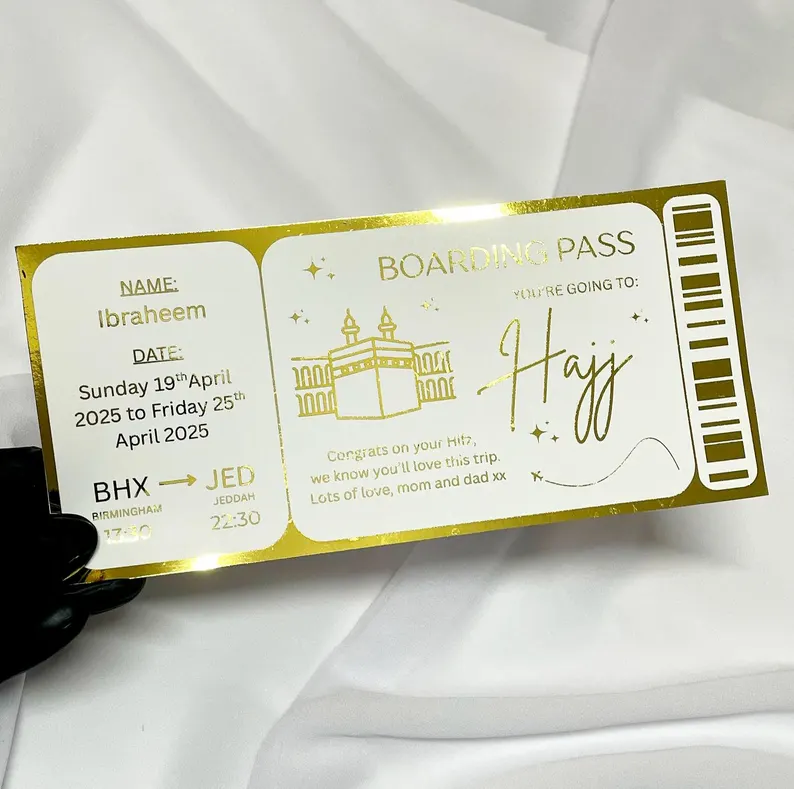 NAME:
Ibraheem
DATE:
Sunday 19th April
2025 to Friday 25th
April 2025
BHX → JED
BIRMINGHAM JEDDAH
13:30 22:30
BOARDING PASS
YOU'RE GOING TO:
Hajj
Congrats on your Hifz,
we know you'll love this trip.
Lots of love, mom and dad xx